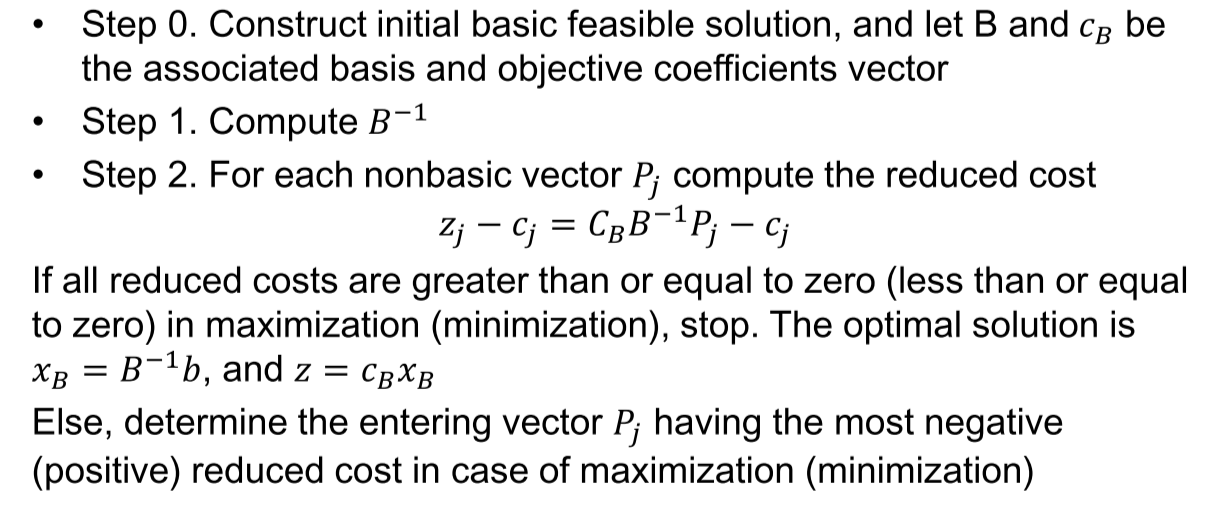 • Step 0. Construct initial basic feasible solution, and let B and c_B be
the associated basis and objective coefficients vector
• Step 1. Compute B⁻¹
• Step 2. For each nonbasic vector P_j compute the reduced cost
z_j − c_j = C_B B⁻¹ P_j − c_j
If all reduced costs are greater than or equal to zero (less than or equal
to zero) in maximization (minimization), stop. The optimal solution is
x_B = B⁻¹b, and z = c_B x_B
Else, determine the entering vector P_j having the most negative
(positive) reduced cost in case of maximization (minimization)